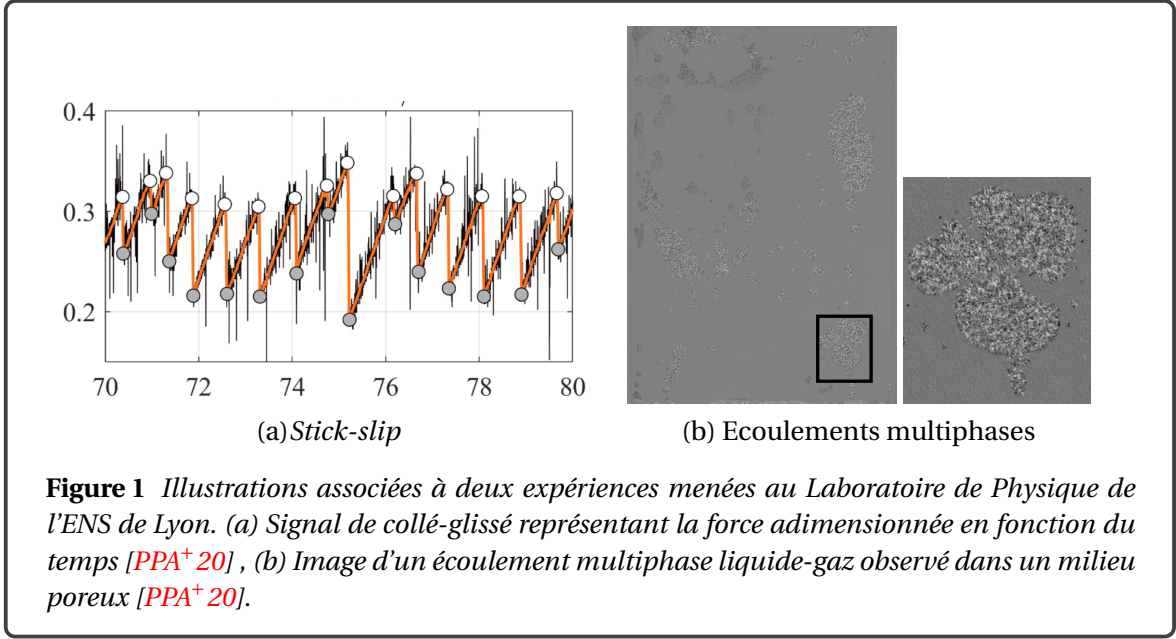 0.4
0.3
0.2
70 72 74 76 78 80
(a)Stick-slip
(b) Ecoulements multiphases
Figure 1 Illustrations associées à deux expériences menées au Laboratoire de Physique de
l'ENS de Lyon. (a) Signal de collé-glissé représentant la force adimensionnée en fonction du
temps [PPA+20] , (b) Image d'un écoulement multiphase liquide-gaz observé dans un milieu
poreux [PPA+20].